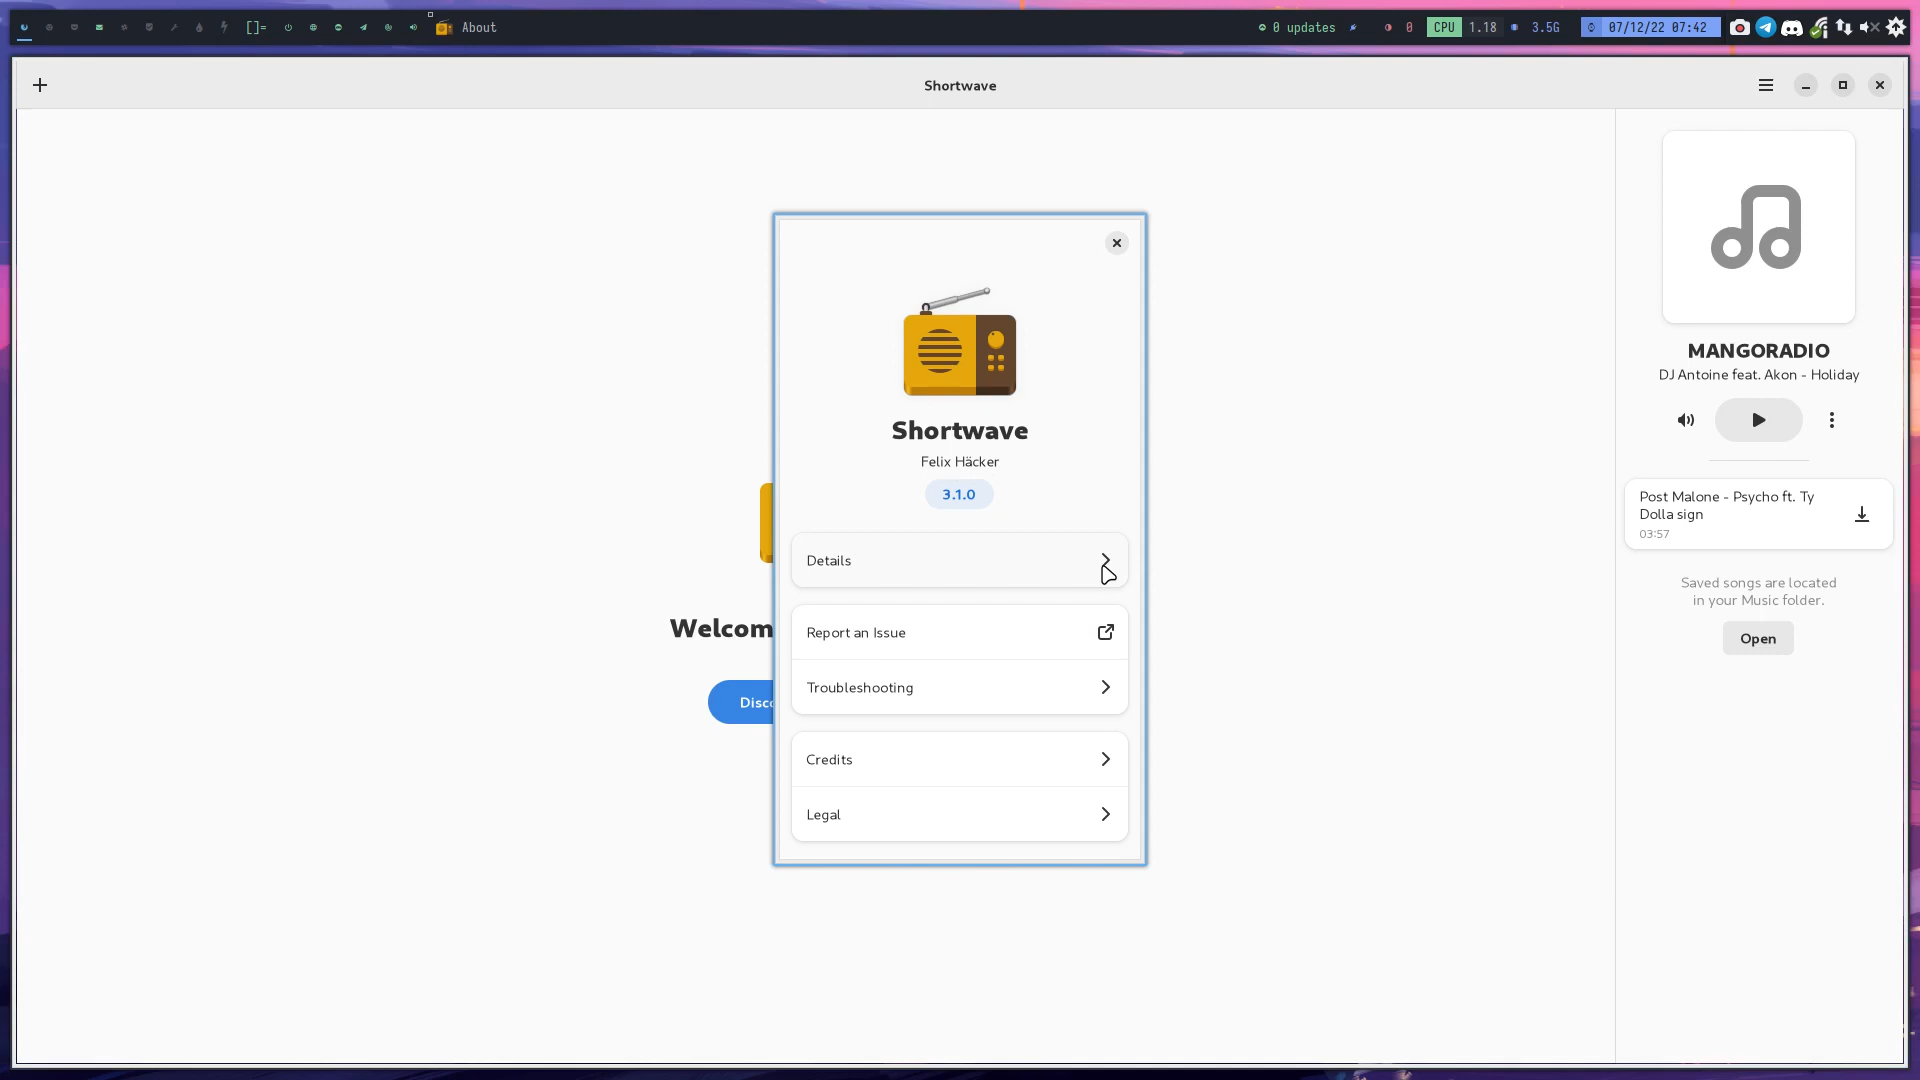 []=
About
0 updates
0
CPU 1.18
3.5G
07/12/22 07:42
Shortwave
Welcom
Disco
Shortwave
Felix Häcker
3.1.0
Details
Report an Issue
Troubleshooting
Credits
Legal
MANGORADIO
DJ Antoine feat. Akon - Holiday
Post Malone - Psycho ft. Ty
Dolla sign
03:57
Saved songs are located
in your Music folder.
Open